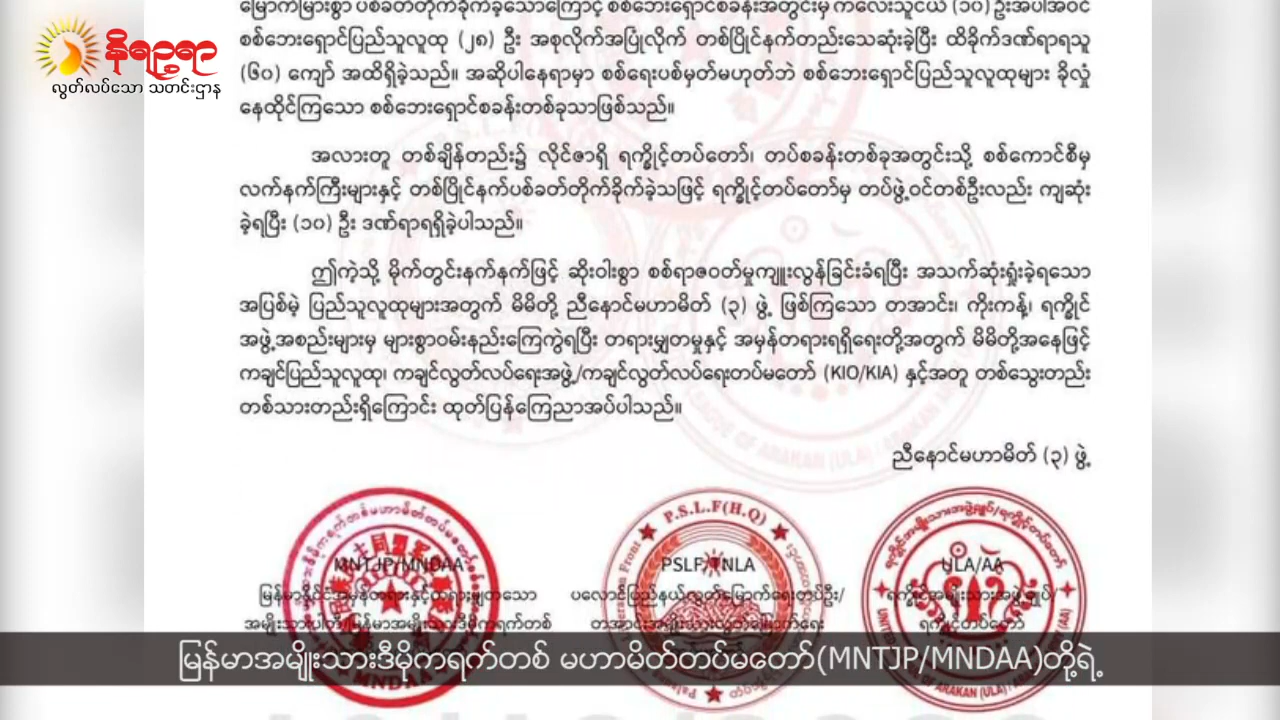 နိရဉ္စရာ
လွတ်လပ်သော သတင်းဌာန
စစ်ဘေးရှောင်ပြည်သူလူထု (၂၈) ဦး အစုလိုက်အပြုံလိုက် တစ်ပြိုင်နက်တည်းသေဆုံးခဲ့ပြီး ထိခိုက်ဒဏ်ရာရသူ
(၆၀) ကျော် အထိရှိခဲ့သည်။ အဆိုပါနေရာမှာ စစ်ရေးပစ်မှတ်မဟုတ်ဘဲ စစ်ဘေးရှောင်ပြည်သူလူထုများ ခိုလှုံ
နေထိုင်ကြသော စစ်ဘေးရှောင်စခန်းတစ်ခုသာဖြစ်သည်။
အလားတူ တစ်ချိန်တည်း၌ လိုင်ဇာရှိ ရက္ခိုင့်တပ်တော်၊ တပ်စခန်းတစ်ခုအတွင်းသို့ စစ်ကောင်စီမှ
လက်နက်ကြီးများနှင့် တစ်ပြိုင်နက်ပစ်ခတ်တိုက်ခိုက်ခဲ့သဖြင့် ရက္ခိုင့်တပ်တော်မှ တပ်ဖွဲ့ဝင်တစ်ဦးလည်း ကျဆုံး
ခဲ့ရပြီး (၁၀) ဦး ဒဏ်ရာရရှိခဲ့ပါသည်။
ဤကဲ့သို့ မိုက်တွင်းနက်နက်ဖြင့် ဆိုးဝါးစွာ စစ်ရာဇဝတ်မှုကျူးလွန်ခြင်းခံရပြီး အသက်ဆုံးရှုံးခဲ့ရသော
အပြစ်မဲ့ ပြည်သူလူထုများအတွက် မိမိတို့ ညီနောင်မဟာမိတ် (၃) ဖွဲ့ ဖြစ်ကြသော တအာင်း၊ ကိုးကန့်၊ ရက္ခိုင်
အဖွဲ့အစည်းများမှ များစွာဝမ်းနည်းကြေကွဲရပြီး တရားမျှတမှုနှင့် အမှန်တရားရရှိရေးတို့အတွက် မိမိတို့အနေဖြင့်
ကချင်ပြည်သူလူထု၊ ကချင်လွတ်လပ်ရေးအဖွဲ့/ကချင်လွတ်လပ်ရေးတပ်မတော် (KIO/KIA) နှင့်အတူ တစ်သွေးတည်း
တစ်သားတည်းရှိကြောင်း ထုတ်ပြန်ကြေညာအပ်ပါသည်။
ညီနောင်မဟာမိတ် (၃) ဖွဲ့
P.S.L.F(H.Q)
MNTJP/MNDAA PSLF/TNLA ULA/AA
မြန်မာနိုင်ငံအမှန်တရားနှင့်တရားမျှတသော ပလောင်ပြည်နယ်လွတ်မြောက်ရေးတပ်ဦး/ ရက္ခိုင့်အမျိုးသားအဖွဲ့ချုပ်/
ရက္ခိုင့်တပ်တော်
မြန်မာအမျိုးသားဒီမိုကရက်တစ် မဟာမိတ်တပ်မတော်(MNTJP/MNDAA)တို့ရဲ့
MNDAA